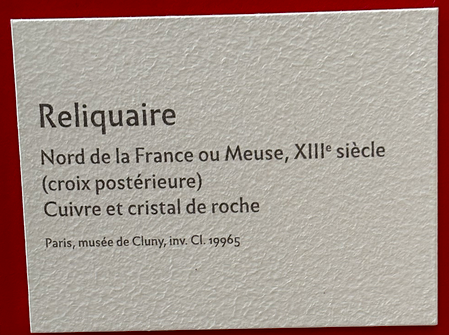 Reliquaire
Nord de la France ou Meuse, XIIIᵉ siècle
(croix postérieure)
Cuivre et cristal de roche
Paris, musée de Cluny, inv. Cl. 19965